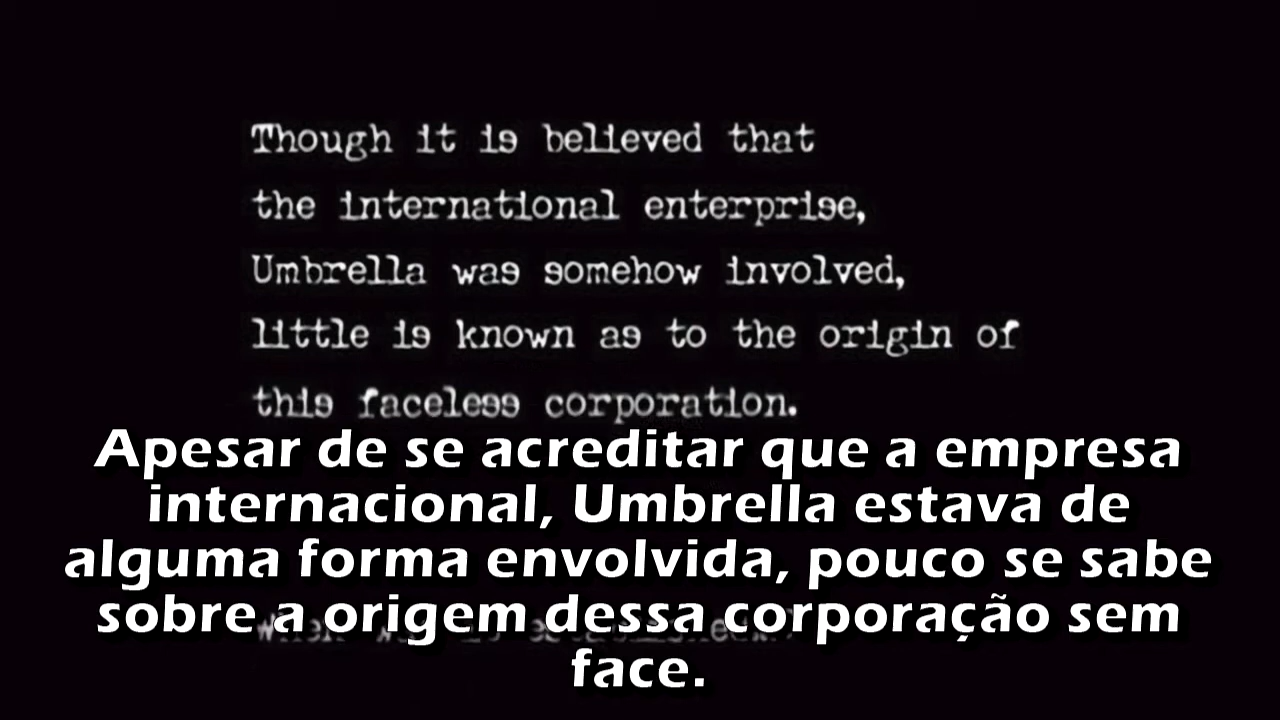 Though it is believed that
the international enterprise,
Umbrella was somehow involved,
little is known as to the origin of
this faceless corporation.
Apesar de se acreditar que a empresa
internacional, Umbrella estava de
alguma forma envolvida, pouco se sabe
sobre a origem dessa corporação sem
face.